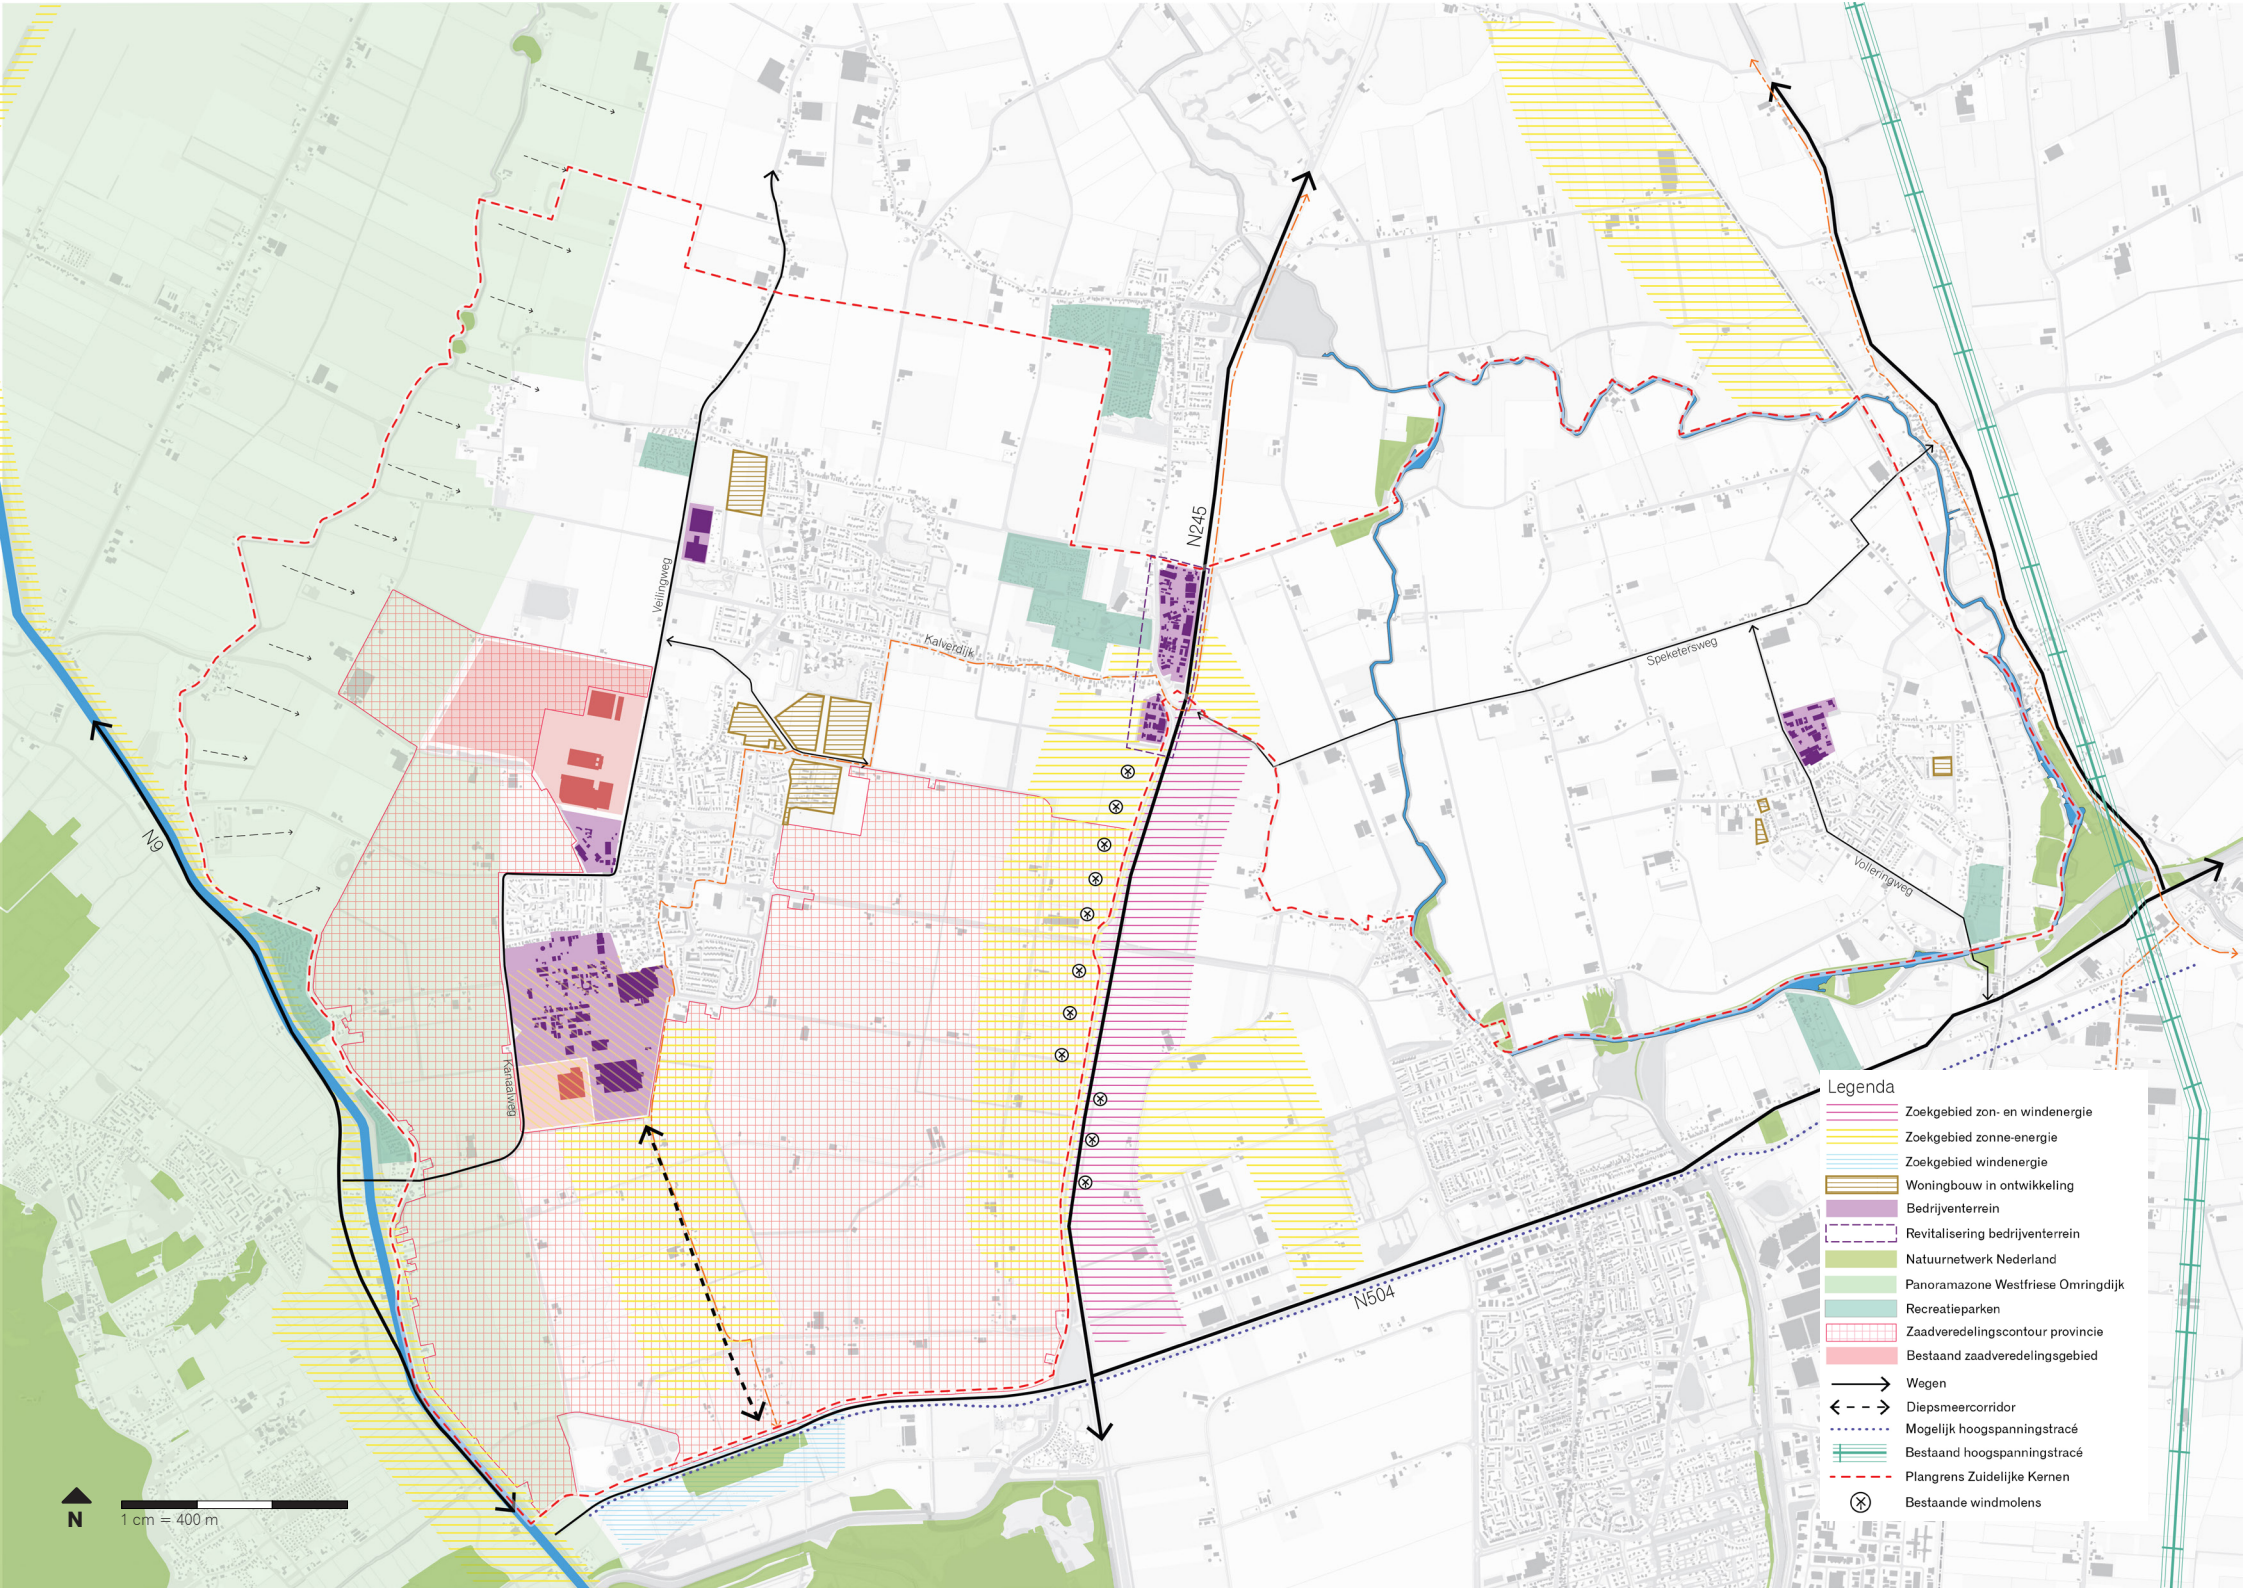 N245
Veilingweg
Kalverdijk
Speketersweg
N9
Volleringweg
Kanaalweg
N504
Legenda
Zoekgebied zon- en windenergie
Zoekgebied zonne-energie
Zoekgebied windenergie
Woningbouw in ontwikkeling
Bedrijventerrein
Revitalisering bedrijventerrein
Natuurnetwerk Nederland
Panoramazone Westfriese Omringdijk
Recreatieparken
Zaadveredelingscontour provincie
Bestaand zaadveredelingsgebied
Wegen
Diepsmeercorridor
Mogelijk hoogspanningstracé
Bestaand hoogspanningstracé
Plangrens Zuidelijke Kernen
Bestaande windmolens
N
1 cm = 400 m